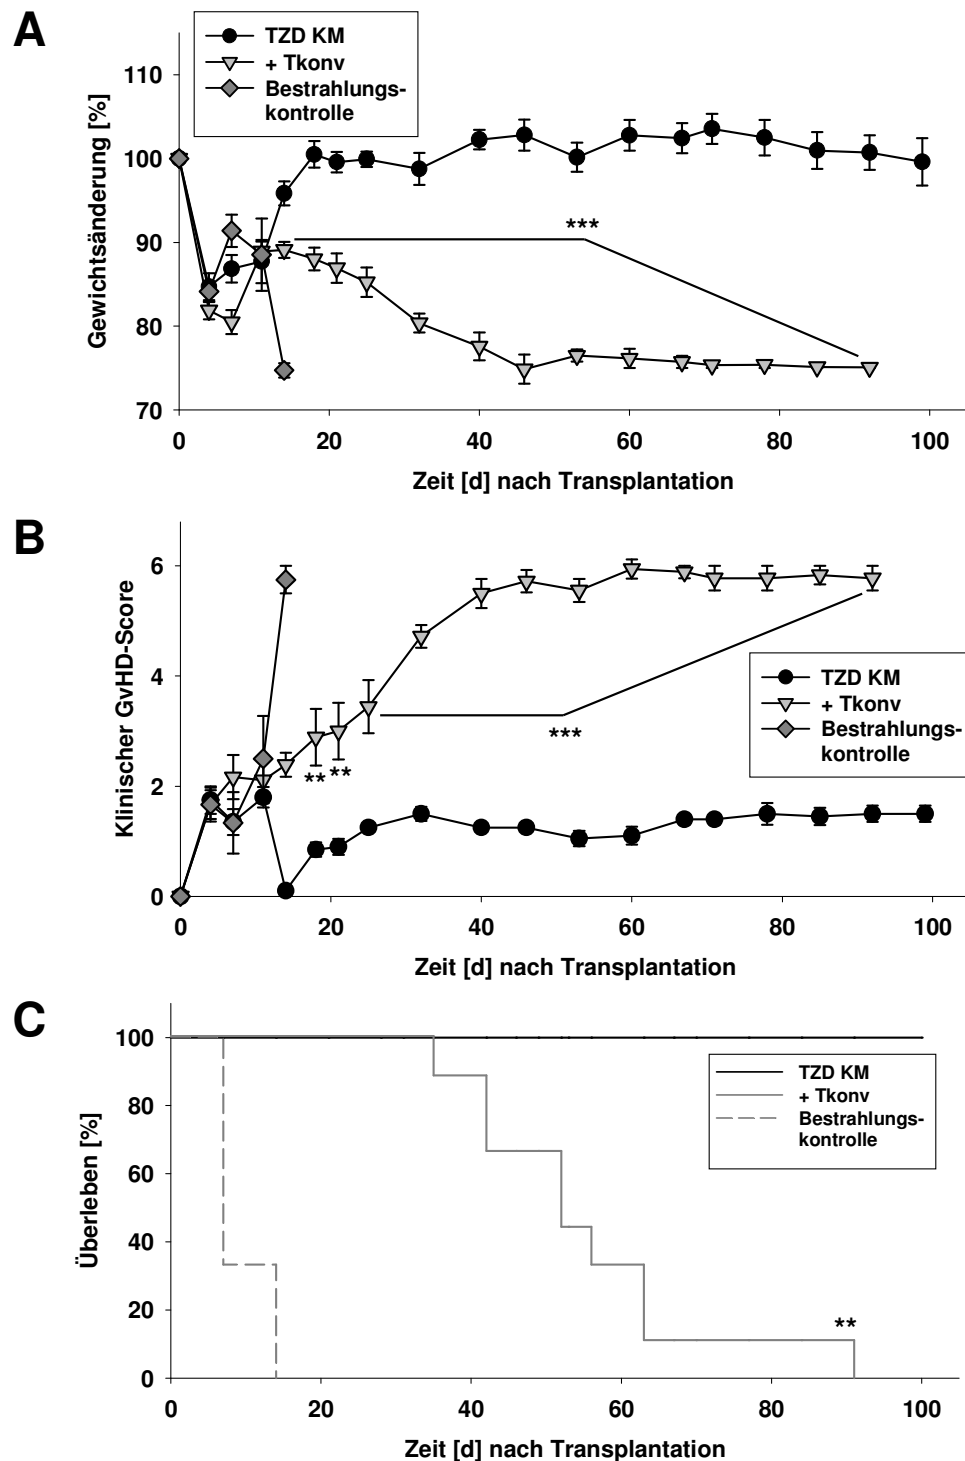 A
TZD KM
+ Tkonv
Bestrahlungs-
kontrolle
Gewichtsänderung [%]
110
100
90
80
70
***
0 20 40 60 80 100
Zeit [d] nach Transplantation
B
Klinischer GvHD-Score
6
4
2
0
** **
***
TZD KM
+ Tkonv
Bestrahlungs-
kontrolle
0 20 40 60 80 100
Zeit [d] nach Transplantation
C
Überleben [%]
100
80
60
40
20
0
TZD KM
+ Tkonv
Bestrahlungs-
kontrolle
**
0 20 40 60 80 100
Zeit [d] nach Transplantation